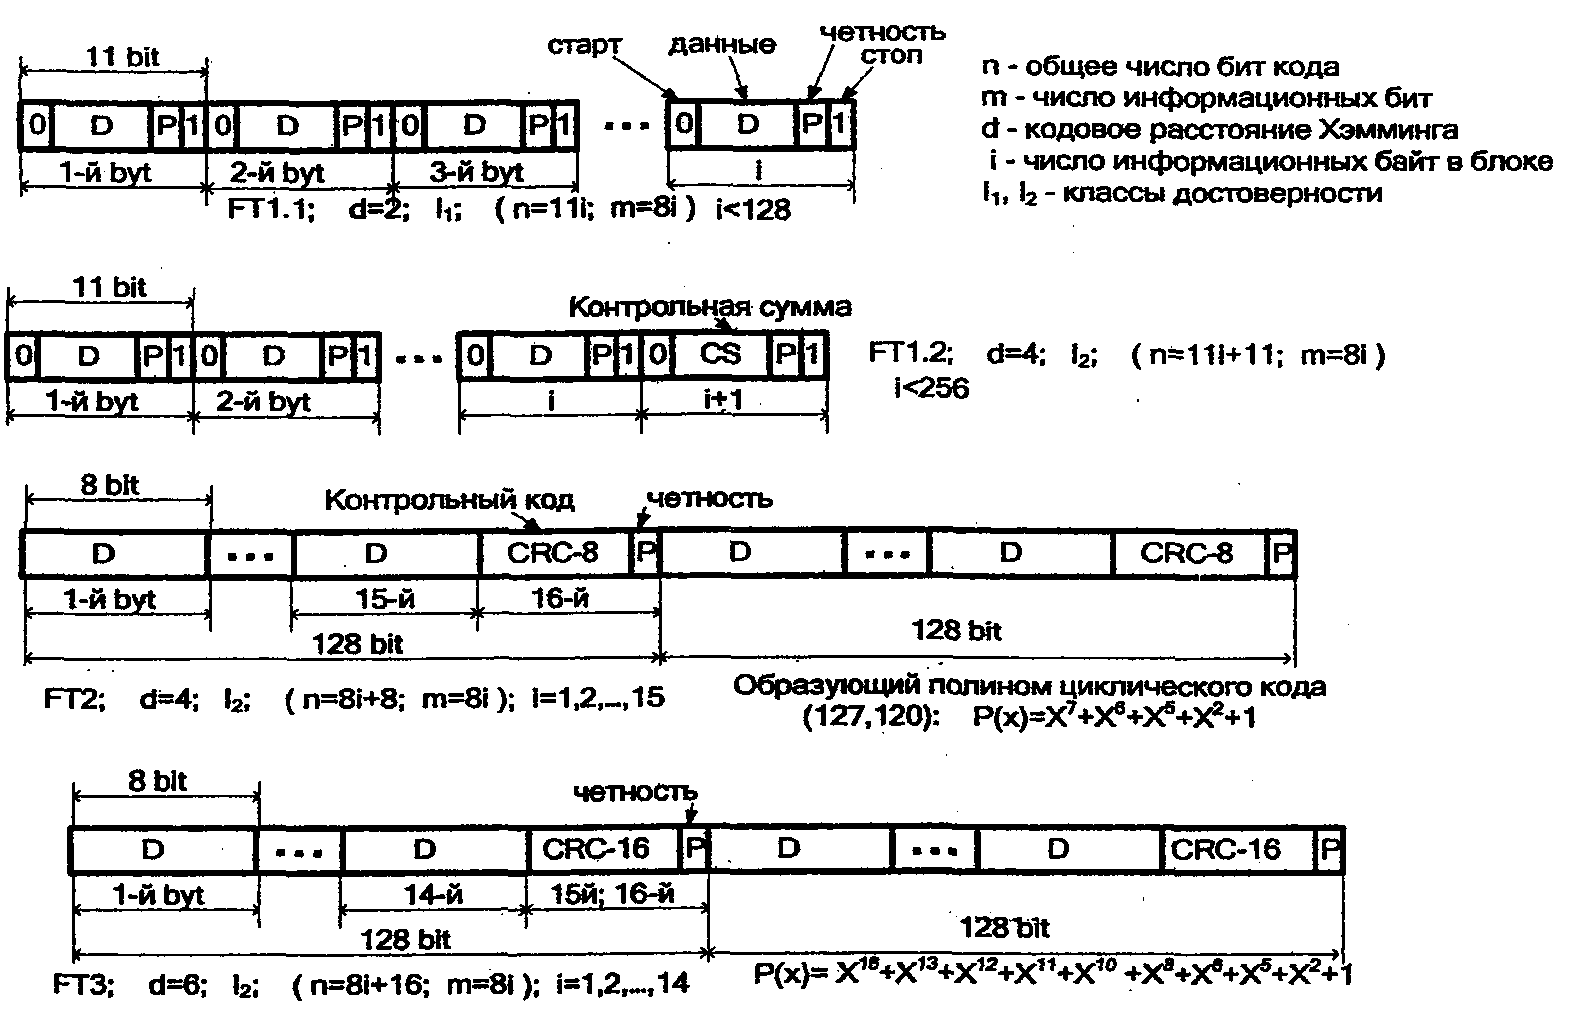 11 bit
старт данные четность
стоп
0 D P 1 0 D P 1 0 D P 1 ... 0 D P 1
1-й byt 2-й byt 3-й byt i
FT1.1; d=2; I₁; (n=11i; m=8i) i<128
n - общее число бит кода
m - число информационных бит
d - кодовое расстояние Хэмминга
i - число информационных байт в блоке
I₁, I₂ - классы достоверности
11 bit
Контрольная сумма
0 D P 1 0 D P 1 ... 0 D P 1 0 CS P 1
1-й byt 2-й byt i i+1
FT1.2; d=4; I₂; (n=11i+11; m=8i)
i<256
8 bit
Контрольный код четность
D ... D CRC-8 P D ... D CRC-8 P
1-й byt 15-й 16-й
128 bit 128 bit
FT2; d=4; I₂; (n=8i+8; m=8i); i=1,2,...,15
Образующий полином циклического кода
(127,120): P(x)=X⁷+X⁶+X⁵+X²+1
8 bit
четность
D ... D CRC-16 P D ... D CRC-16 P
1-й byt 14-й 15й; 16-й
128 bit 128 bit
FT3; d=6; I₂; (n=8i+16; m=8i); i=1,2,...,14
P(x)= X¹⁶+X¹³+X¹²+X¹¹+X¹⁰+X⁸+X⁶+X⁵+X²+1